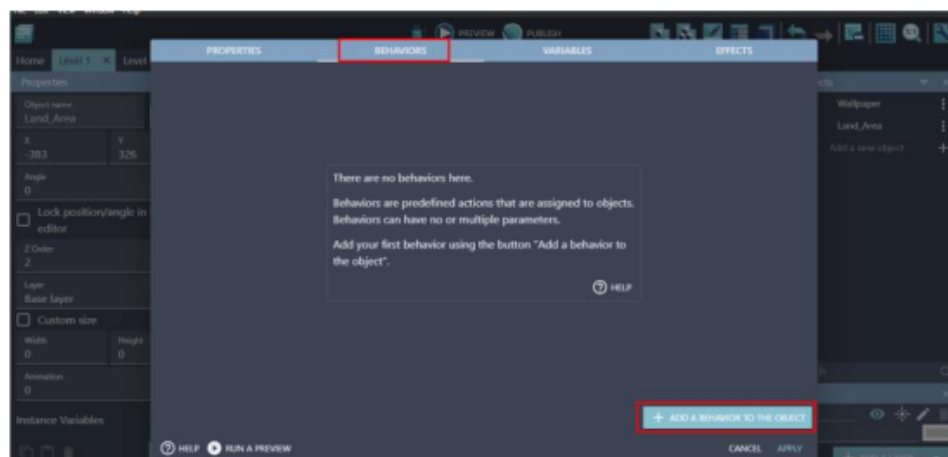 PREVIEW PUBLISH
Home Level 1 × Level
PROPERTIES BEHAVIORS VARIABLES EFFECTS
Properties
Object name
Land_Area
X Y
-383 326
Angle
0
Lock position/angle in
editor
Z Order
2
Layer
Base layer
Custom size
Width Height
0 0
Animation
0
Instance Variables
There are no behaviors here.
Behaviors are predefined actions that are assigned to objects.
Behaviors can have no or multiple parameters.
Add your first behavior using the button "Add a behavior to
the object".
? HELP
+ ADD A BEHAVIOR TO THE OBJECT
? HELP RUN A PREVIEW
CANCEL APPLY
Wallpaper
Land_Area
Add a new object +